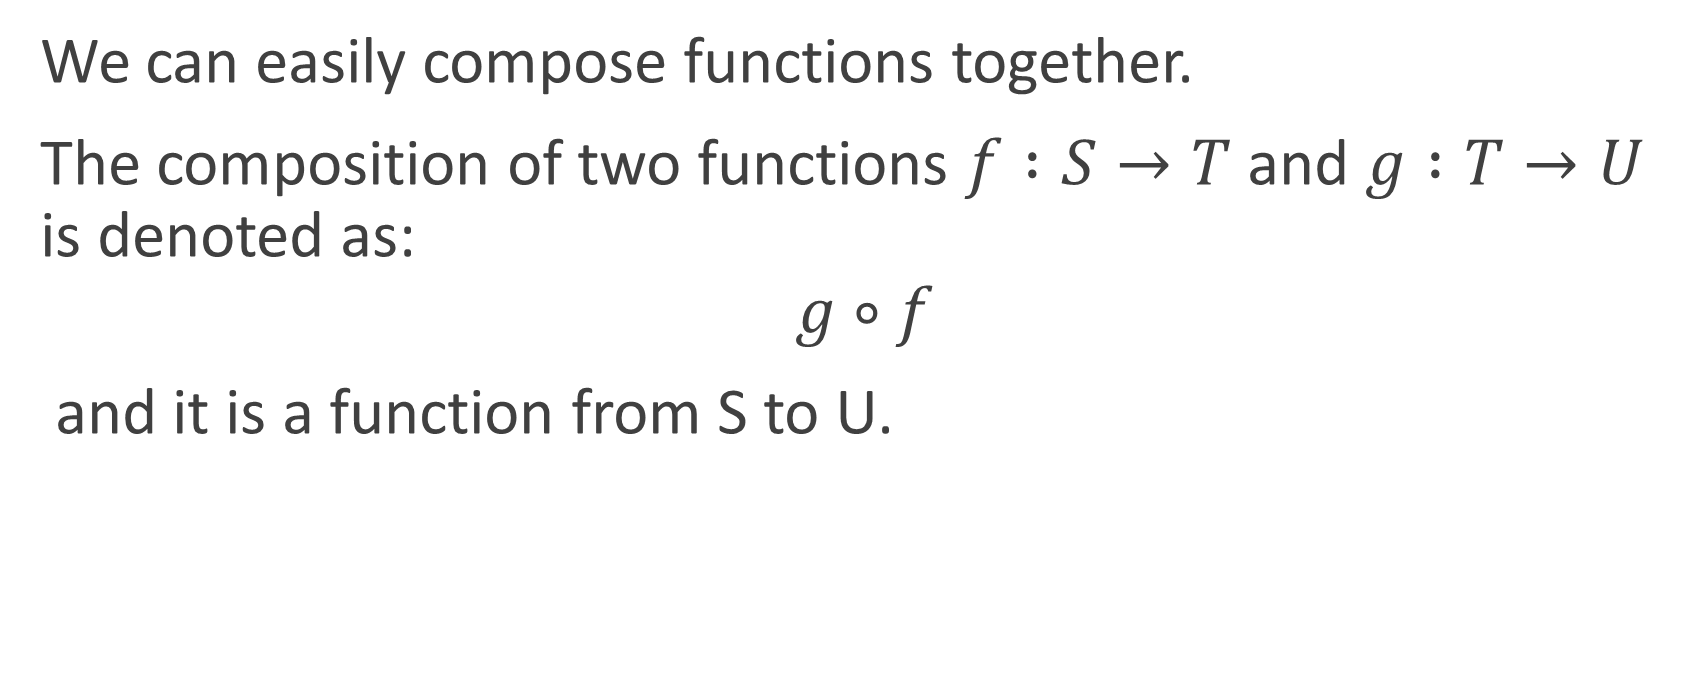 We can easily compose functions together.
The composition of two functions 𝑓 : 𝑆 → 𝑇 and 𝑔 : 𝑇 → 𝑈
is denoted as:
𝑔 ∘ 𝑓
and it is a function from S to U.